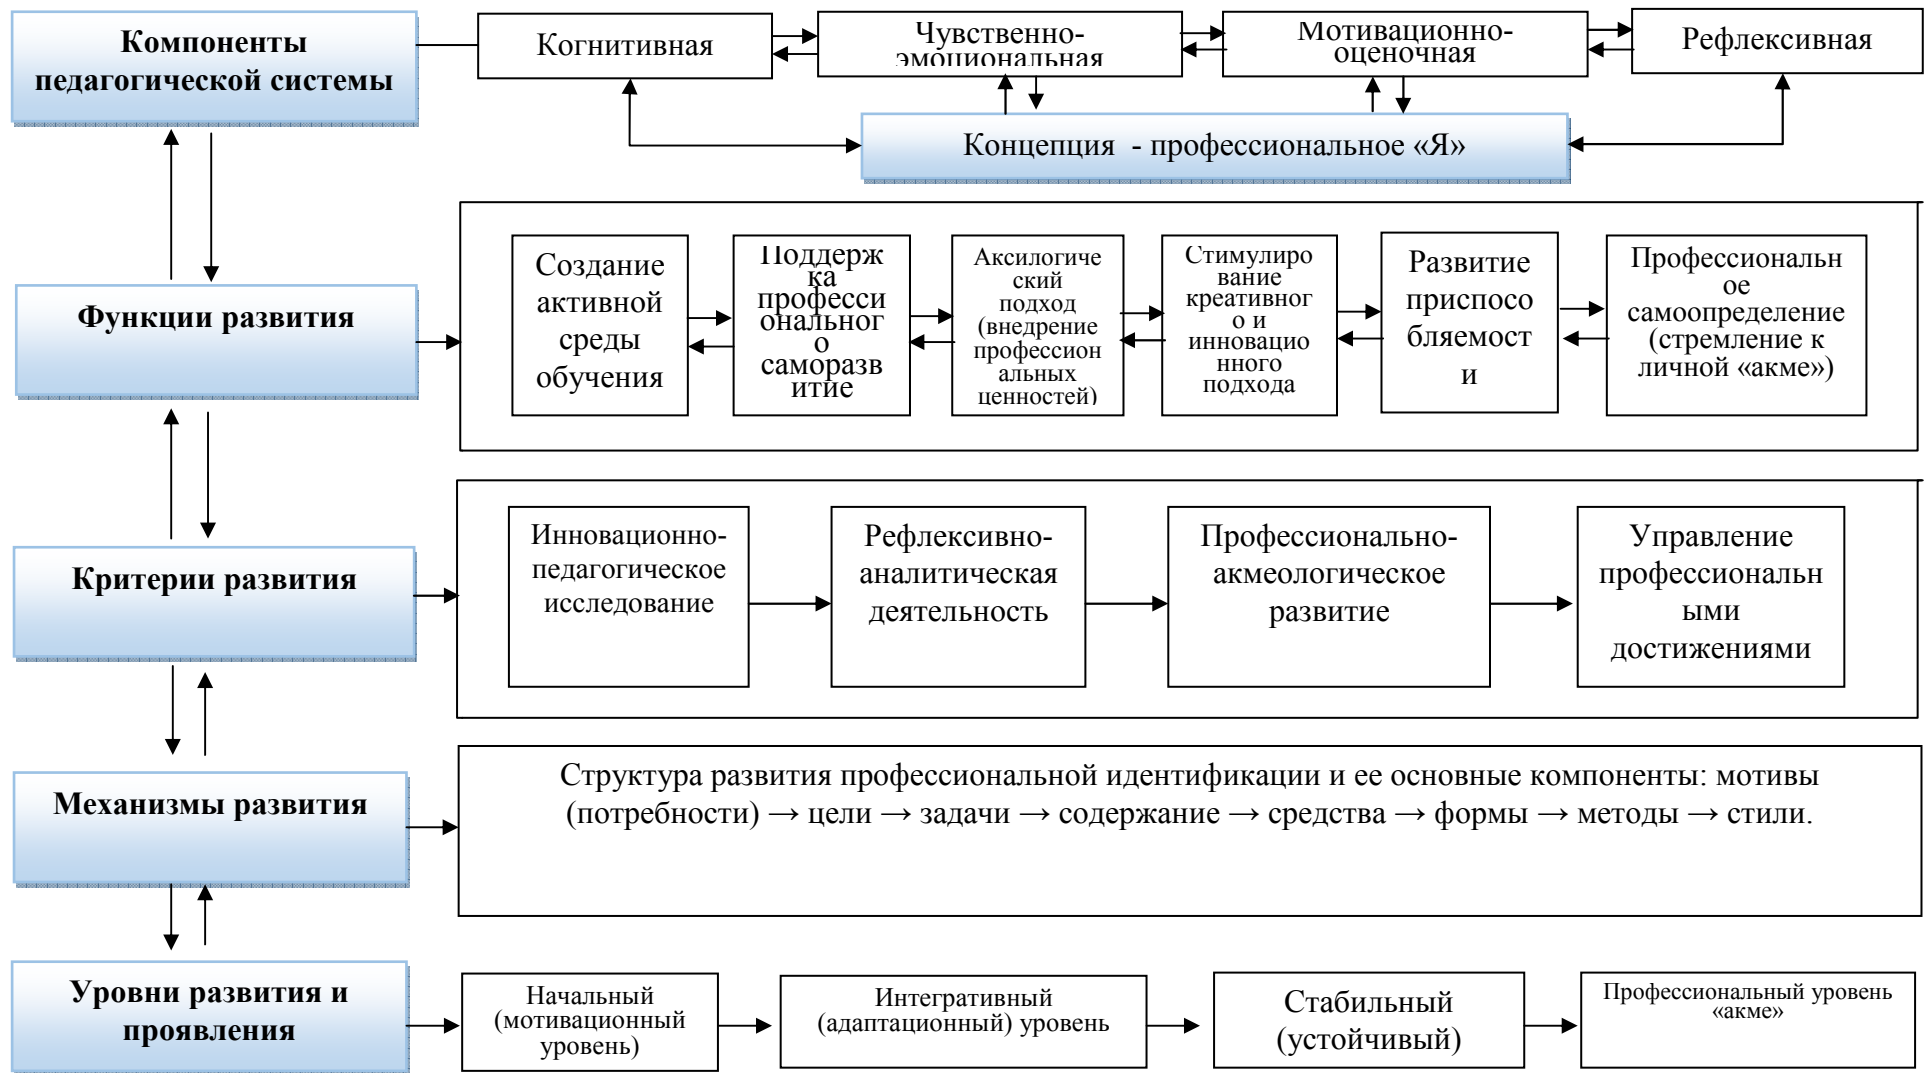 Компоненты
педагогической системы
Когнитивная
Чувственно-
эмоциональная
Мотивационно-
оценочная
Рефлексивная
Концепция - профессиональное «Я»
Функции развития
Создание
активной
среды
обучения
Поддерж
ка
професси
ональног
о
саморазв
итие
Аксилогиче
ский
подход
(внедрение
профессион
альных
ценностей)
Стимулиро
вание
креативног
о и
инновацио
нного
подхода
Развитие
приспосо
бляемост
и
Профессиональн
ое
самоопределение
(стремление к
личной «акме»)
Критерии развития
Инновационно-
педагогическое
исследование
Рефлексивно-
аналитическая
деятельность
Профессионально-
акмеологическое
развитие
Управление
профессиональн
ыми
достижениями
Механизмы развития
Структура развития профессиональной идентификации и ее основные компоненты: мотивы
(потребности) → цели → задачи → содержание → средства → формы → методы → стили.
Уровни развития и
проявления
Начальный
(мотивационный
уровень)
Интегративный
(адаптационный) уровень
Стабильный
(устойчивый)
Профессиональный уровень
«акме»